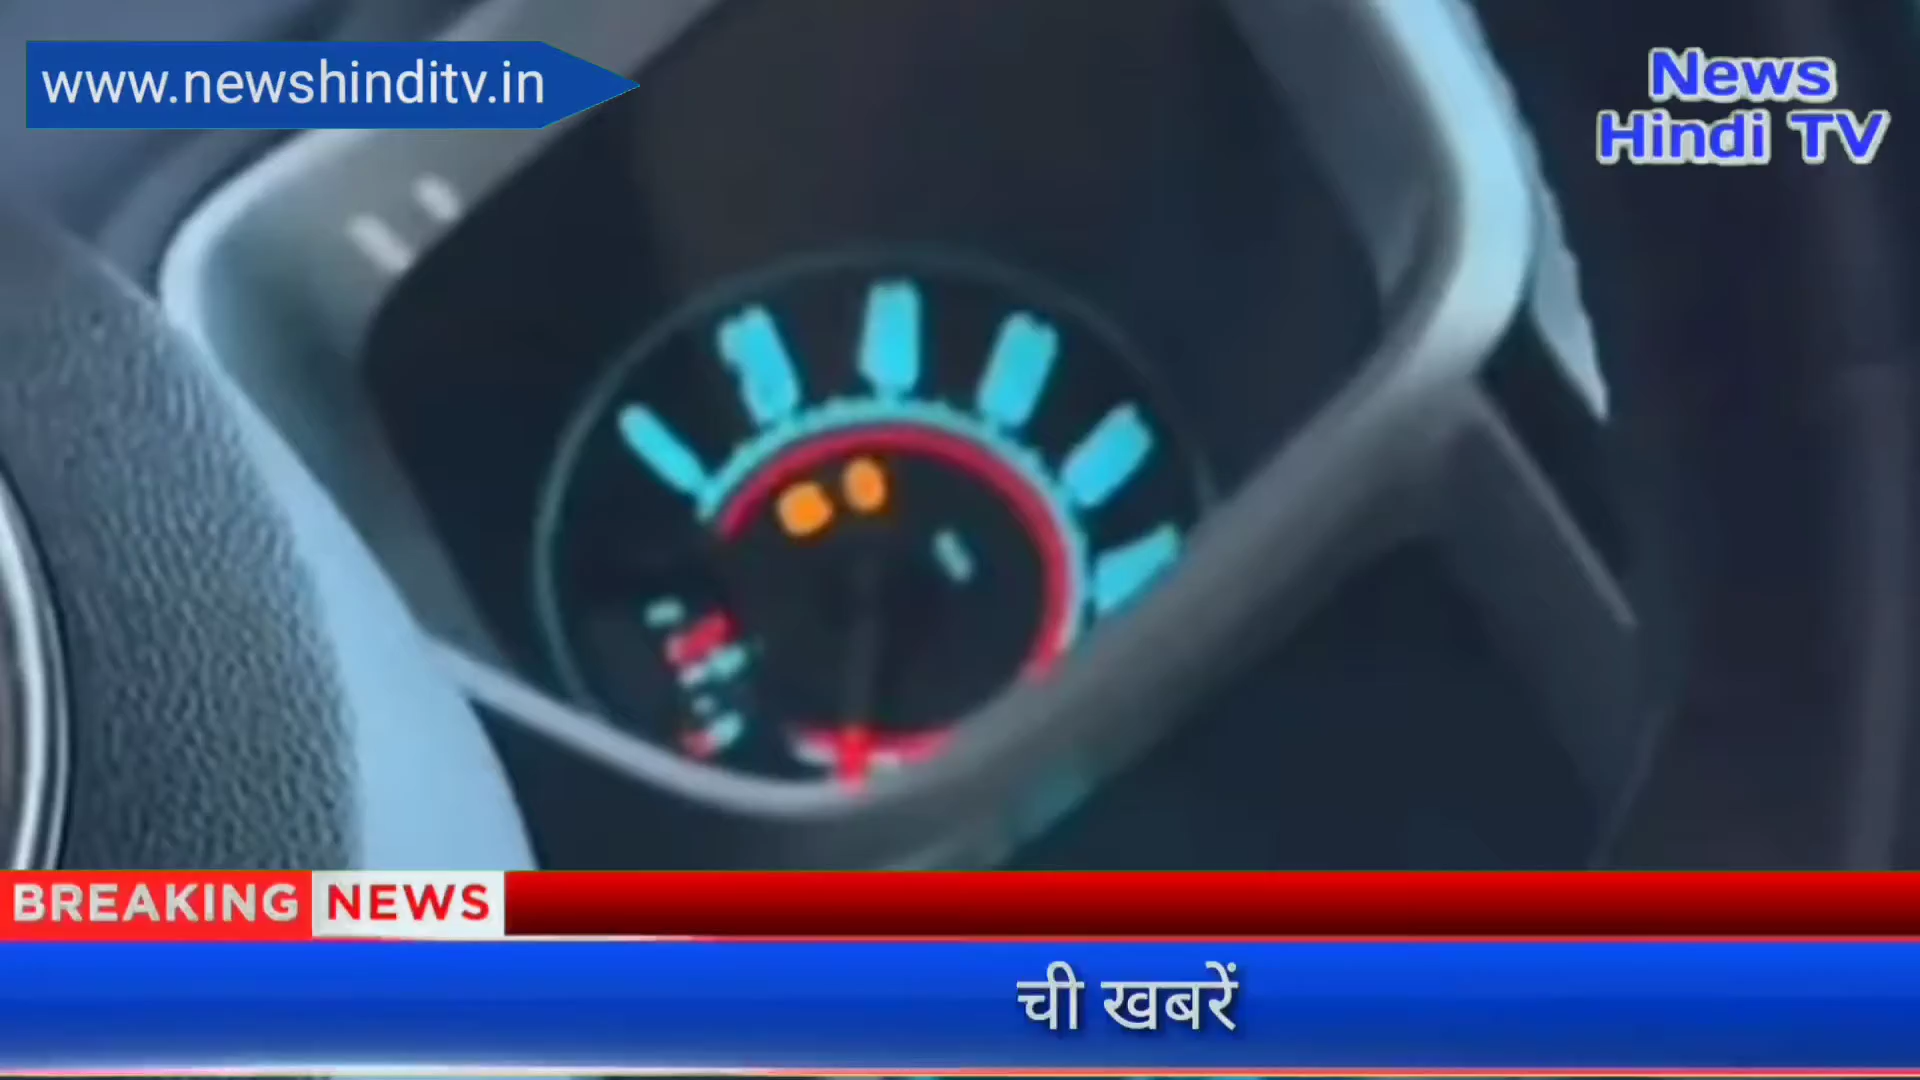 www.newshinditv.in
News
Hindi TV
BREAKING NEWS
ची खबरें